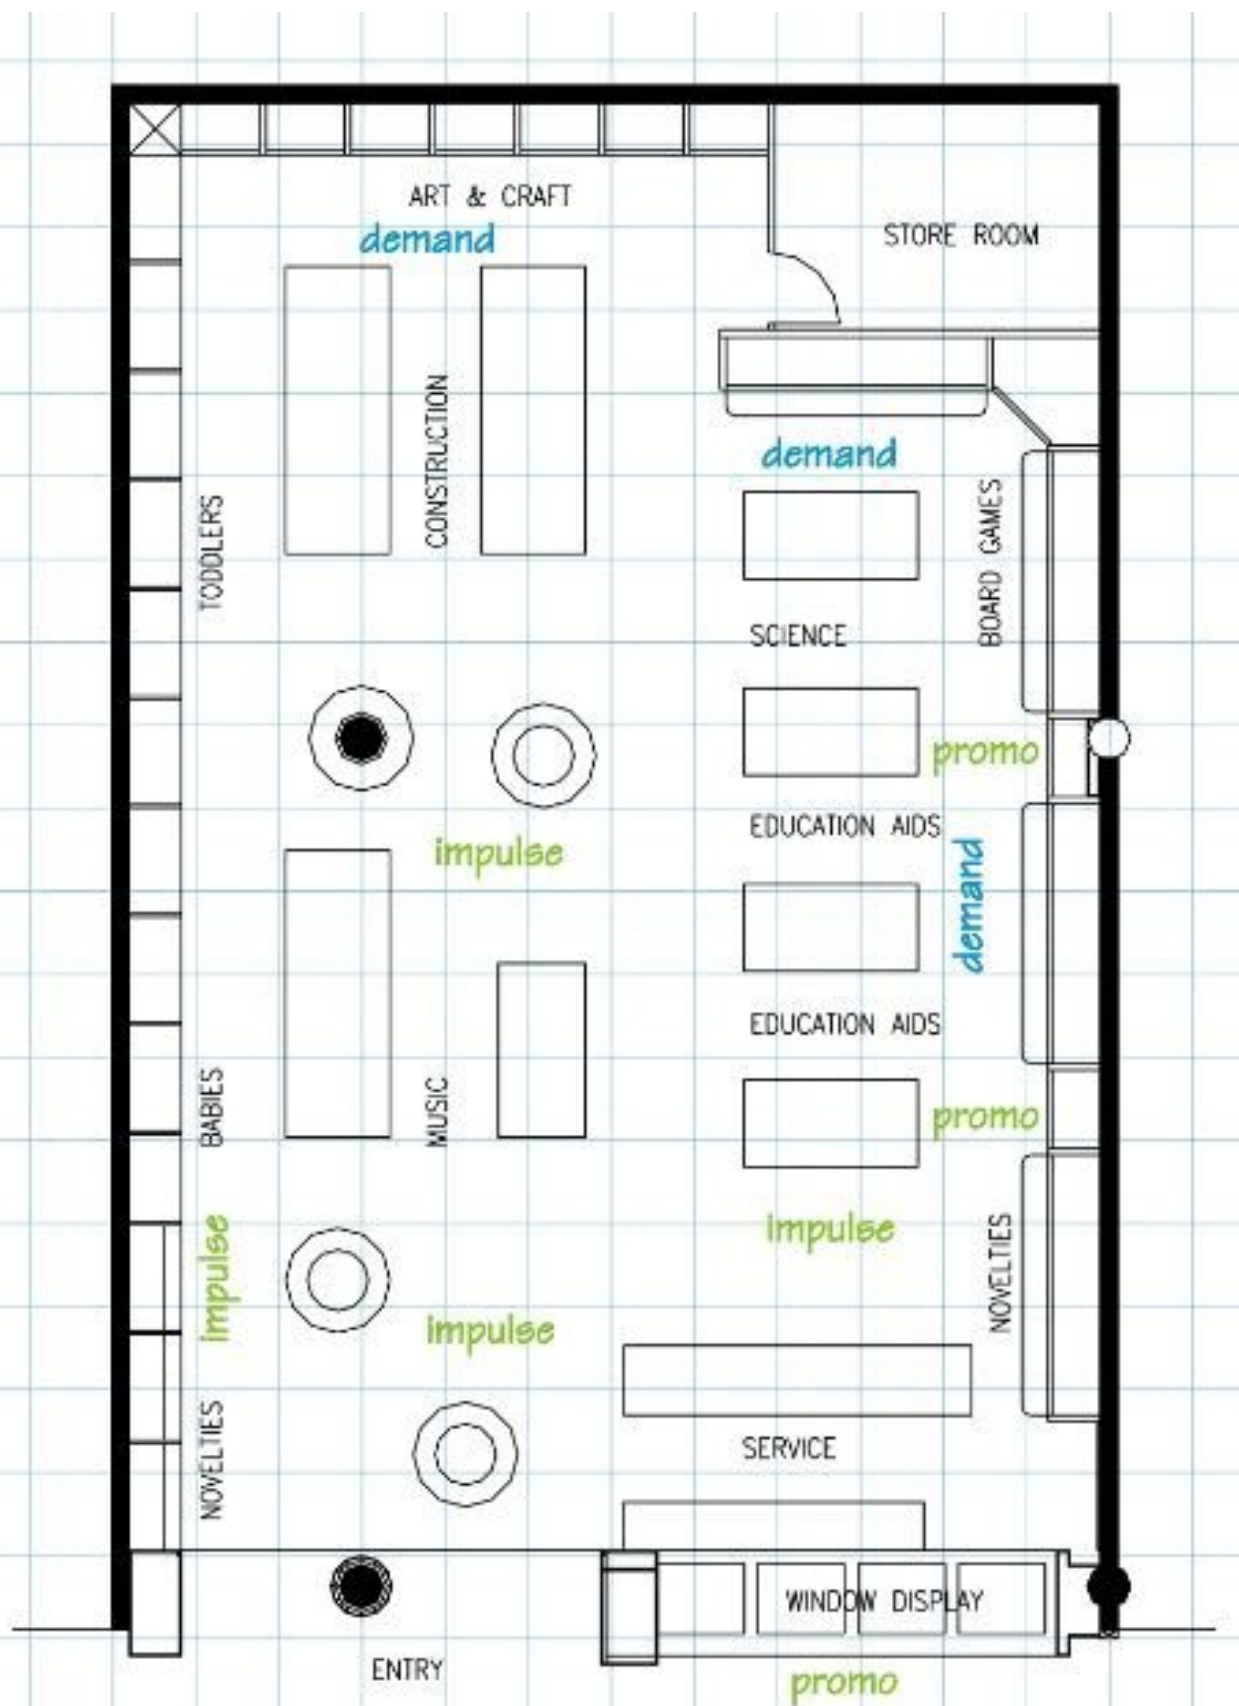 ART & CRAFT
demand
STORE ROOM
CONSTRUCTION
demand
TODDLERS
BOARD GAMES
SCIENCE
promo
EDUCATION AIDS
impulse
demand
EDUCATION AIDS
BABIES
MUSIC
promo
impulse
impulse
NOVELTIES
impulse
NOVELTIES
SERVICE
WINDOW DISPLAY
ENTRY
promo